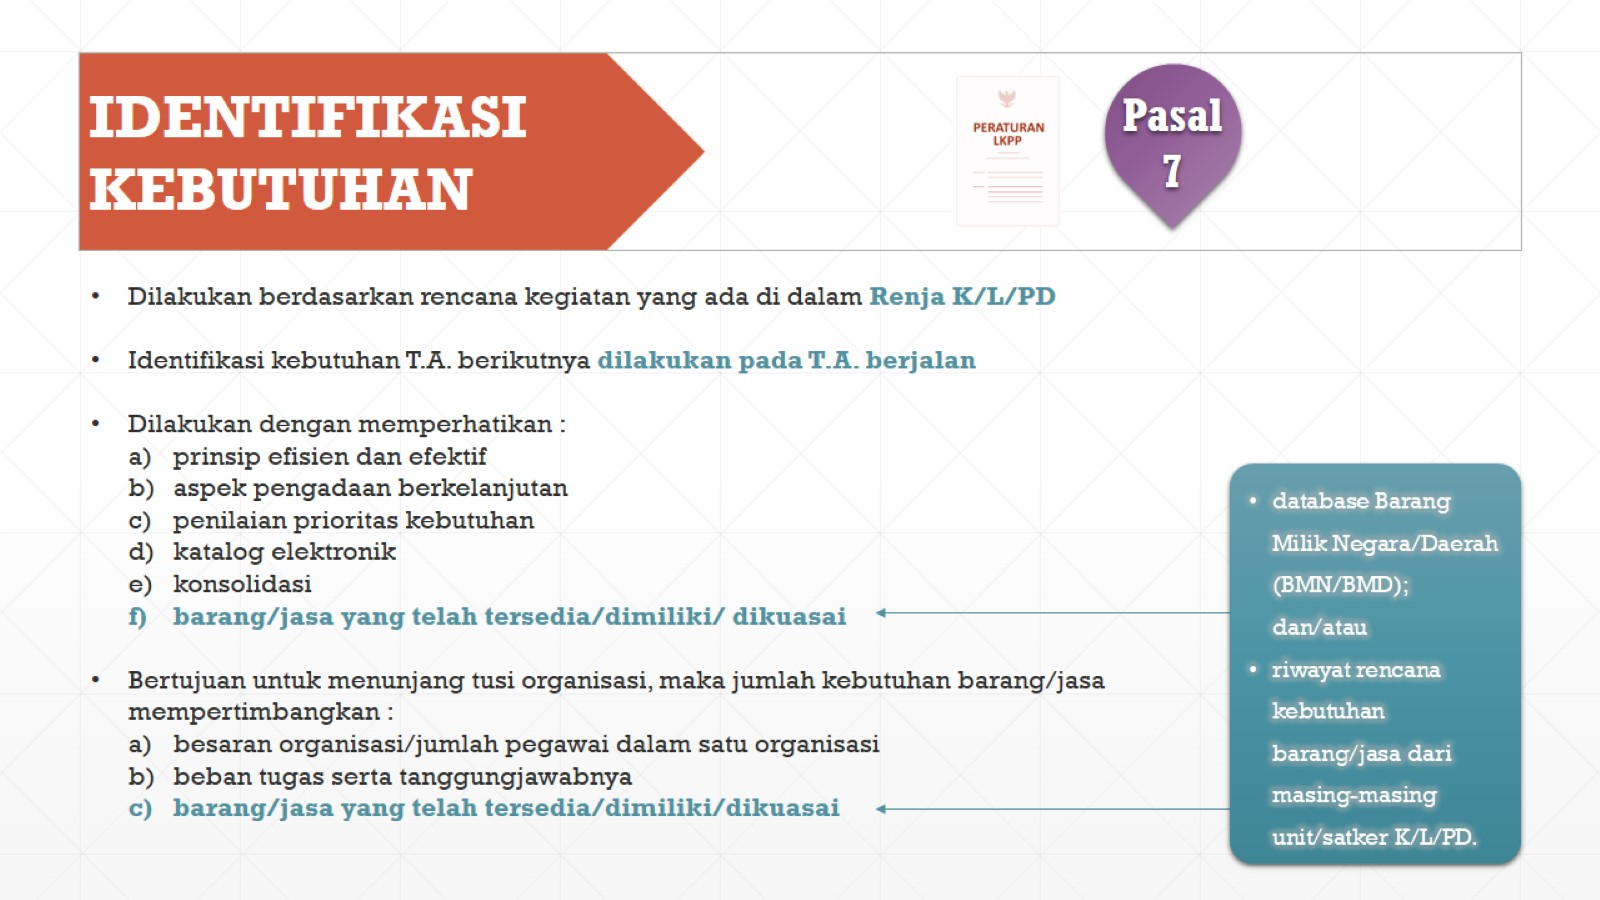 IDENTIFIKASI
KEBUTUHAN
PERATURAN
LKPP
Pasal
7
• Dilakukan berdasarkan rencana kegiatan yang ada di dalam Renja K/L/PD
• Identifikasi kebutuhan T.A. berikutnya dilakukan pada T.A. berjalan
• Dilakukan dengan memperhatikan :
a) prinsip efisien dan efektif
b) aspek pengadaan berkelanjutan
c) penilaian prioritas kebutuhan
d) katalog elektronik
e) konsolidasi
f) barang/jasa yang telah tersedia/dimiliki/ dikuasai
• Bertujuan untuk menunjang tusi organisasi, maka jumlah kebutuhan barang/jasa
mempertimbangkan :
a) besaran organisasi/jumlah pegawai dalam satu organisasi
b) beban tugas serta tanggungjawabnya
c) barang/jasa yang telah tersedia/dimiliki/dikuasai
• database Barang
Milik Negara/Daerah
(BMN/BMD);
dan/atau
• riwayat rencana
kebutuhan
barang/jasa dari
masing-masing
unit/satker K/L/PD.